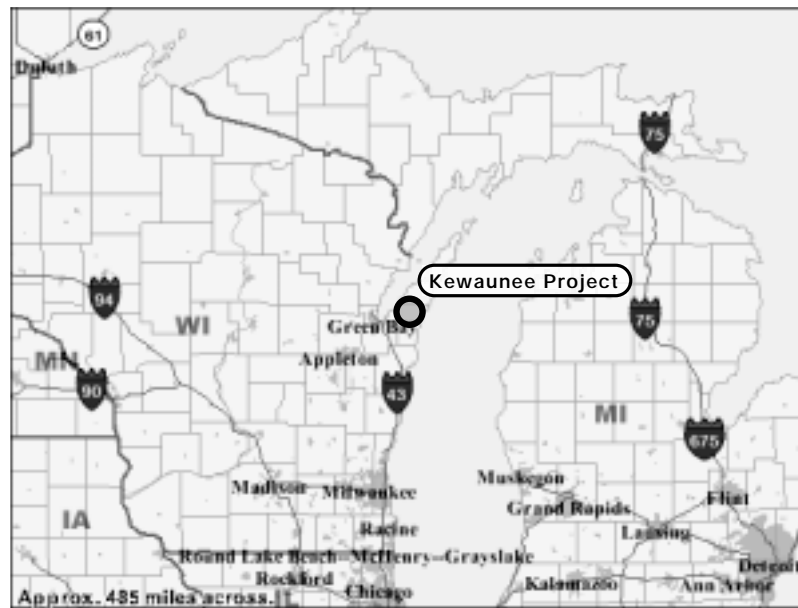 61
Duluth
75
Kewaunee Project
94
WI
Green Bay
75
MN
Appleton
90
43
MI
675
Madison
Milwaukee
Muskegon
Grand Rapids
Flint
IA
Racine
Lansing
Round Lake Beach--McHenry--Grayslake
Detroit
Rockford
Kalamazoo
Ann Arbor
Approx. 485 miles across.
IL
Chicago